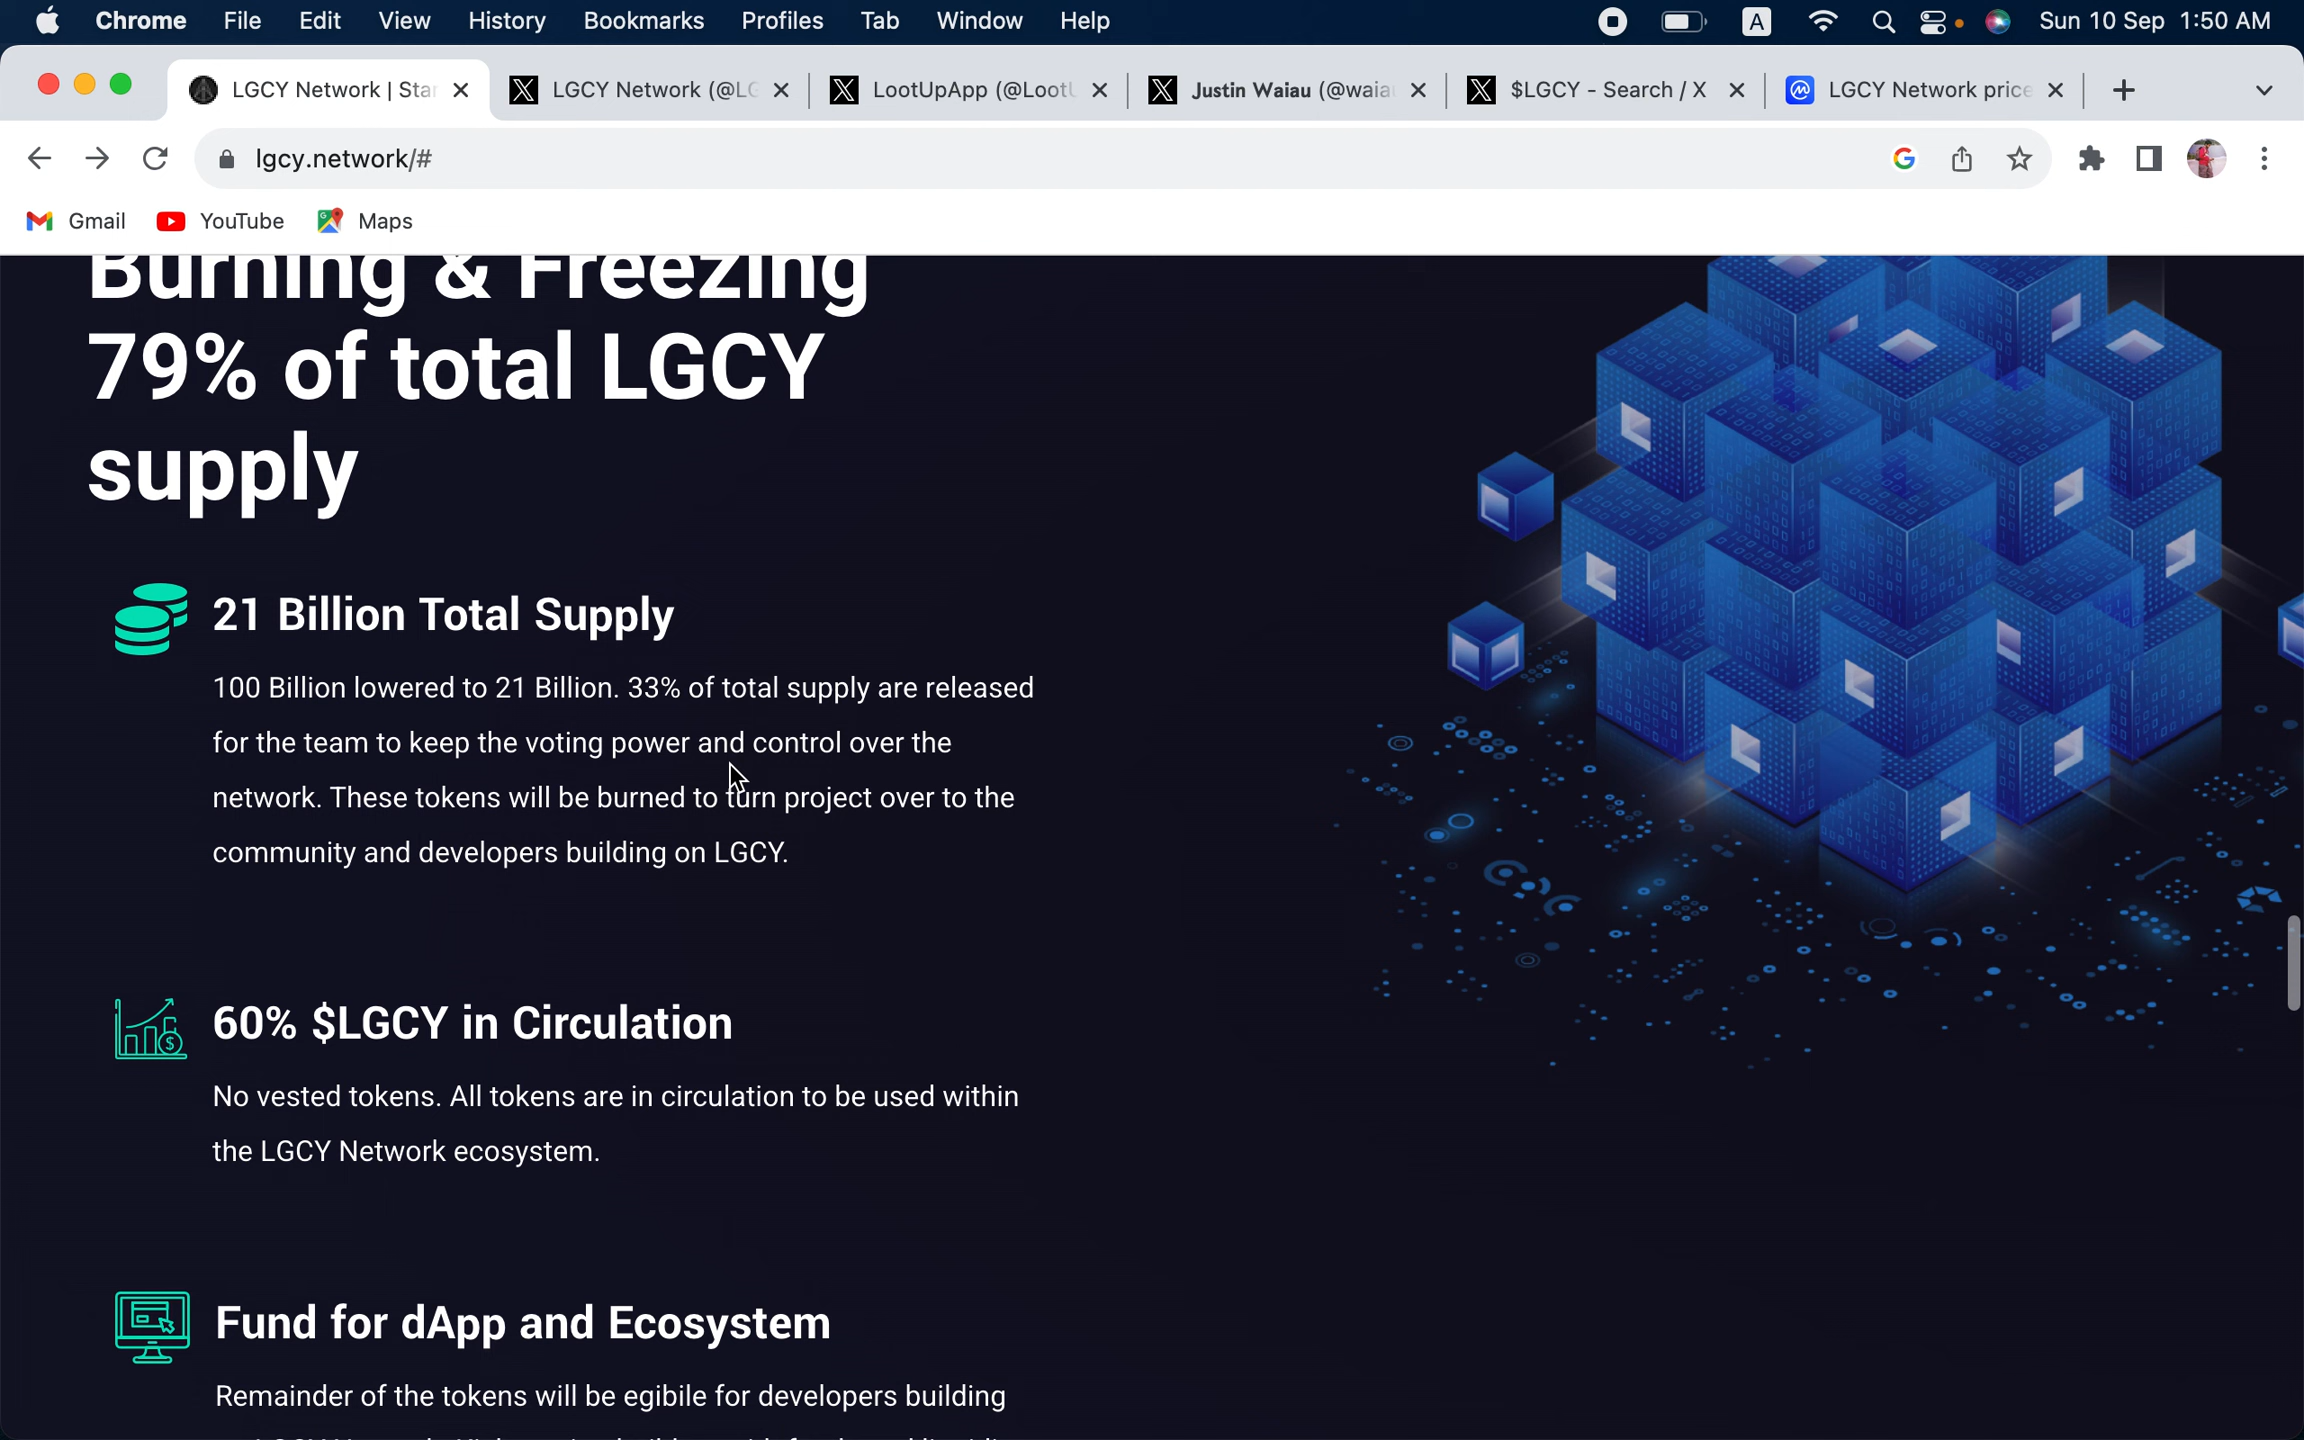 Chrome File Edit View History Bookmarks Profiles Tab Window Help A Sun 10 Sep 1:50 AM
LGCY Network | Star LGCY Network (@LG LootUpApp (@LootU Justin Waiau (@waia $LGCY - Search / X LGCY Network price
lgcy.network/#
Gmail YouTube Maps
Burning & Freezing
79% of total LGCY
supply
21 Billion Total Supply
100 Billion lowered to 21 Billion. 33% of total supply are released
for the team to keep the voting power and control over the
network. These tokens will be burned to turn project over to the
community and developers building on LGCY.
60% $LGCY in Circulation
No vested tokens. All tokens are in circulation to be used within
the LGCY Network ecosystem.
Fund for dApp and Ecosystem
Remainder of the tokens will be egibile for developers building